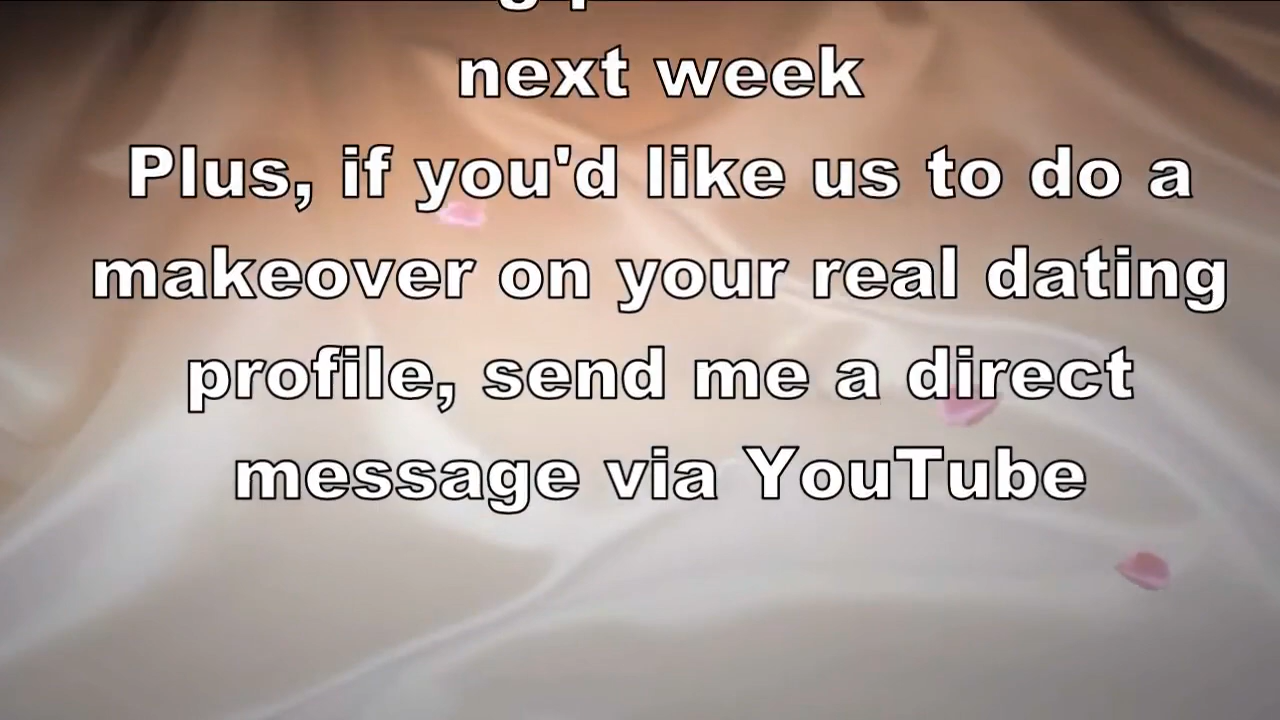 next week
Plus, if you'd like us to do a
makeover on your real dating
profile, send me a direct
message via YouTube